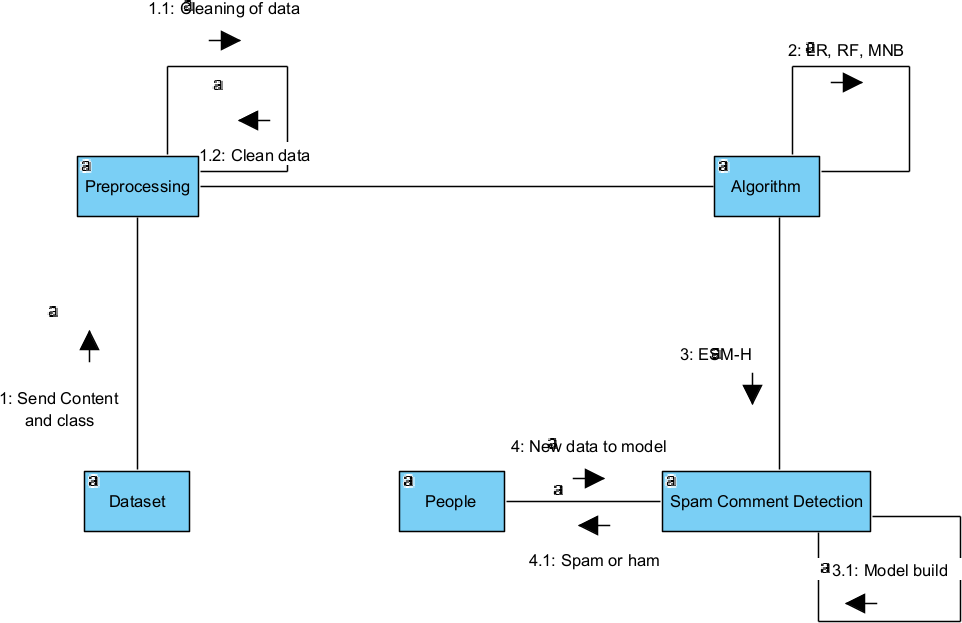 1.1: Cleaning of data
a
a
1.2: Clean data
a
Preprocessing
2: LR, RF, MNB
a
a
Algorithm
a
1: Send Content
and class
3: ESM-H
a
a
Dataset
a
People
4: New data to model
a
a
4.1: Spam or ham
a
Spam Comment Detection
a
3.1: Model build